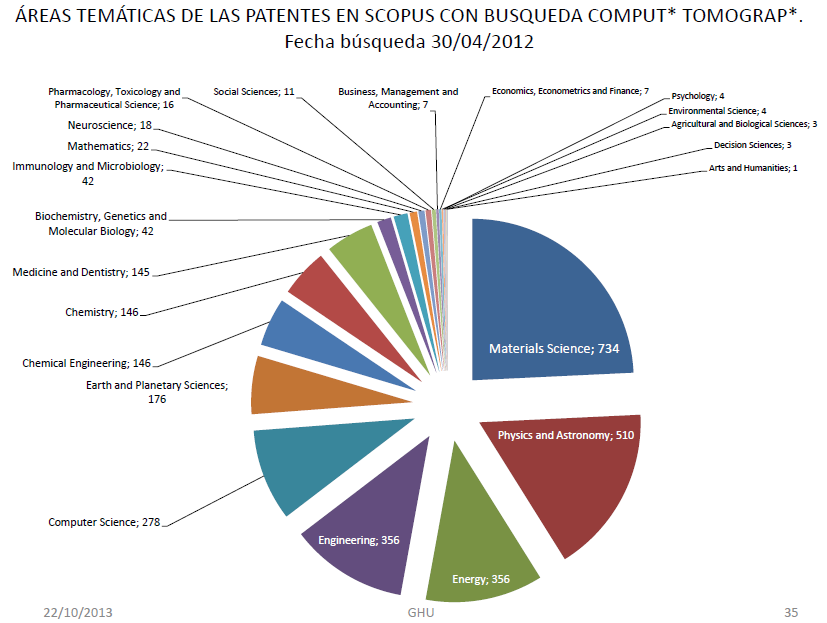 ÁREAS TEMÁTICAS DE LAS PATENTES EN SCOPUS CON BUSQUEDA COMPUT* TOMOGRAP*.
Fecha búsqueda 30/04/2012
Pharmacology, Toxicology and
Pharmaceutical Science; 16
Social Sciences; 11
Business, Management and
Accounting; 7
Economics, Econometrics and Finance; 7
Psychology; 4
Environmental Science; 4
Agricultural and Biological Sciences; 3
Decision Sciences; 3
Arts and Humanities; 1
Neuroscience; 18
Mathematics; 22
Immunology and Microbiology;
42
Biochemistry, Genetics and
Molecular Biology; 42
Medicine and Dentistry; 145
Chemistry; 146
Chemical Engineering; 146
Earth and Planetary Sciences;
176
Computer Science; 278
Engineering; 356
Energy; 356
Physics and Astronomy; 510
Materials Science; 734
22/10/2013
GHU
35